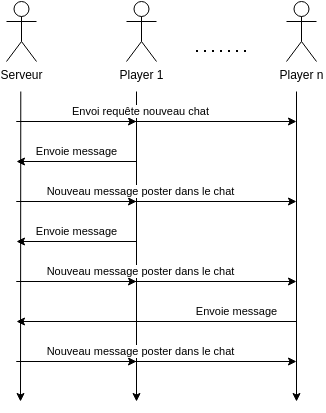 Serveur
Player 1
.......
Player n
Envoi requête nouveau chat
Envoie message
Nouveau message poster dans le chat
Envoie message
Nouveau message poster dans le chat
Envoie message
Nouveau message poster dans le chat